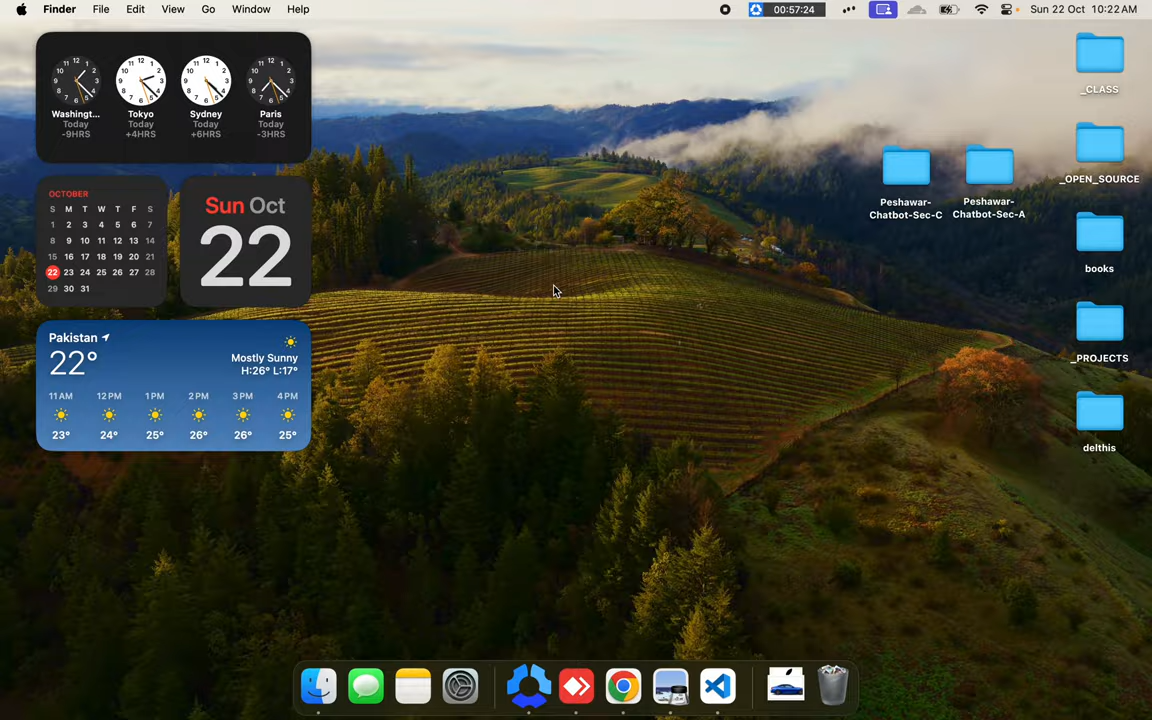 Finder File Edit View Go Window Help
00:57:24
Sun 22 Oct 10:22 AM
Washingt... Tokyo Sydney Paris
Today Today Today Today
-9HRS +4HRS +6HRS -3HRS
OCTOBER
S M T W T F S
1 2 3 4 5 6 7
8 9 10 11 12 13 14
15 16 17 18 19 20 21
22 23 24 25 26 27 28
29 30 31
Sun Oct
22
Pakistan
22°
Mostly Sunny
H:26° L:17°
11 AM 12 PM 1 PM 2 PM 3 PM 4 PM
23° 24° 25° 26° 26° 25°
Peshawar-
Chatbot-Sec-C
Peshawar-
Chatbot-Sec-A
_CLASS
_OPEN_SOURCE
books
_PROJECTS
delthis